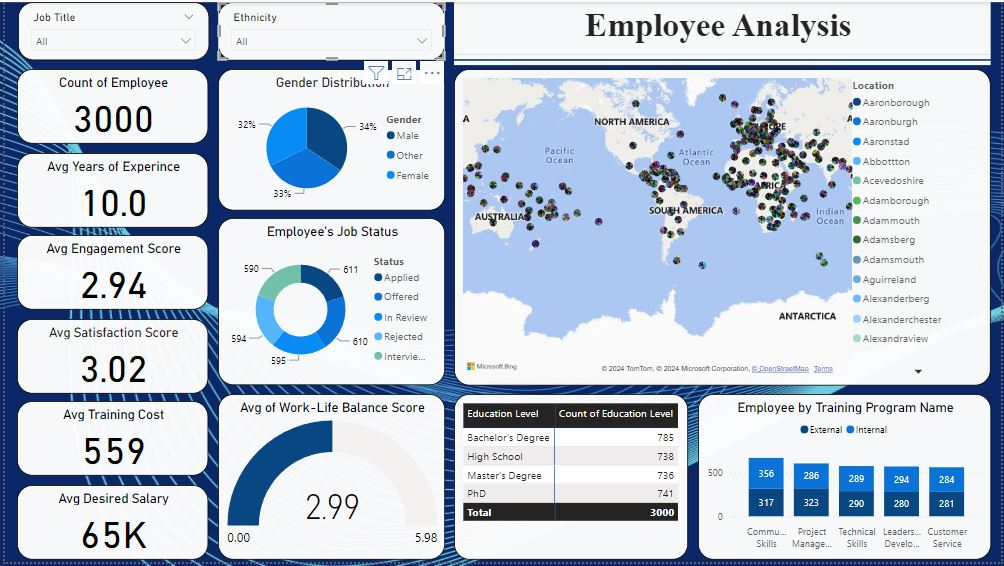 Job Title
All
Ethnicity
All
Employee Analysis
Count of Employee
3000
Avg Years of Experince
10.0
Avg Engagement Score
2.94
Avg Satisfaction Score
3.02
Avg Training Cost
559
Avg Desired Salary
65K
Gender Distribution
32%
34%
33%
Gender
Male
Other
Female
Employee's Job Status
590
611
594
610
595
Status
Applied
Offered
In Review
Rejected
Intervie...
Avg of Work-Life Balance Score
2.99
0.00
5.98
NORTH AMERICA
Pacific
Ocean
Atlantic
Ocean
AUSTRALIA
SOUTH AMERICA
Indian
Ocean
ANTARCTICA
Microsoft Bing
© 2024 TomTom, © 2024 Microsoft Corporation, © OpenStreetMap Terms
Location
Aaronborough
Aaronburgh
Aaronstad
Abbottton
Acevedoshire
Adamborough
Adammouth
Adamsberg
Adamsmouth
Aguirreland
Alexanderberg
Alexanderchester
Alexandraview
Education Level Count of Education Level
Bachelor's Degree 785
High School 738
Master's Degree 736
PhD 741
Total 3000
Employee by Training Program Name
External Internal
500
0
356 286 289 294 284
317 323 290 280 281
Commu... Project Technical Leaders... Customer
Skills Manage... Skills Develo... Service